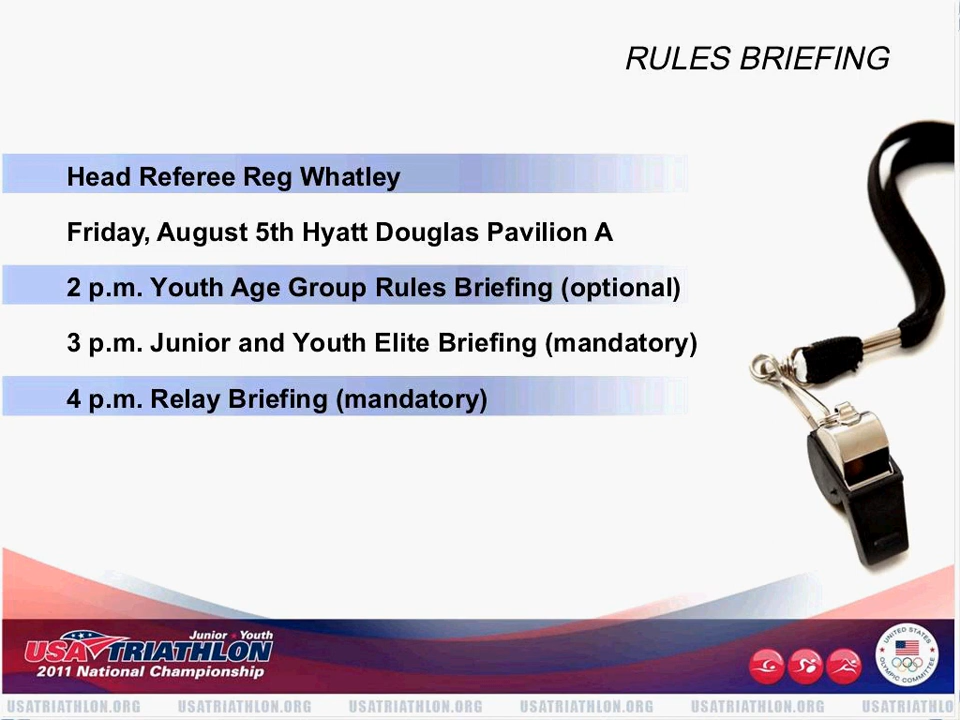 RULES BRIEFING
Head Referee Reg Whatley
Friday, August 5th Hyatt Douglas Pavilion A
2 p.m. Youth Age Group Rules Briefing (optional)
3 p.m. Junior and Youth Elite Briefing (mandatory)
4 p.m. Relay Briefing (mandatory)
Junior Youth
USA TRIATHLON
2011 National Championship
UNITED STATES
OLYMPIC COMMITTEE
USATRIATHLON.ORG USATRIATHLON.ORG USATRIATHLON.ORG USATRIATHLON.ORG USATRIATHLON.ORG USATRIATHLO